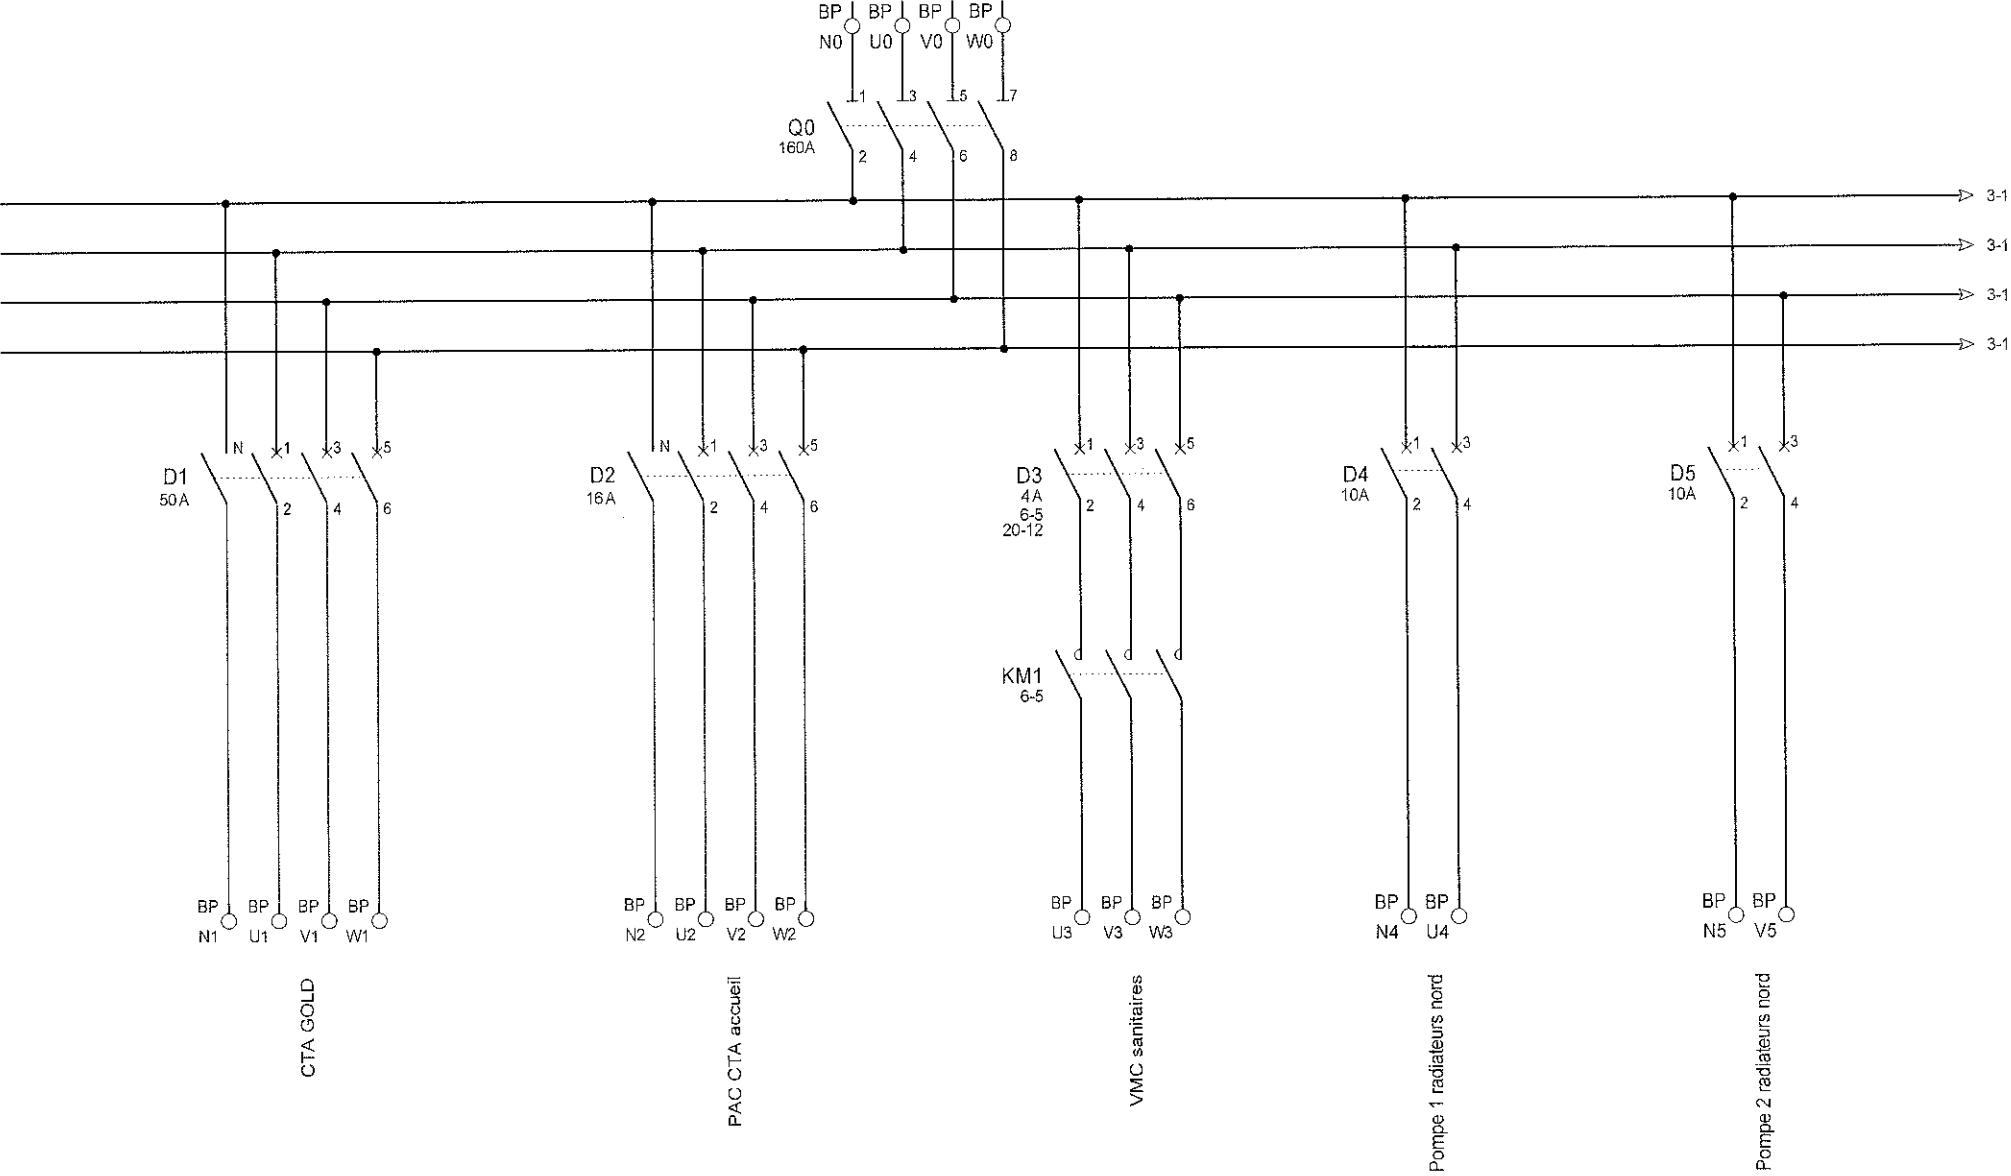 BP BP BP BP
N0 U0 V0 W0
1 3 5 7
Q0
160A
2 4 6 8
3-1
3-1
3-1
3-1
N 1 3 5
D1
50A
2 4 6
N 1 3 5
D2
16A
2 4 6
1 3 5
D3
4A
6-5
20-12
2 4 6
1 3
D4
10A
2 4
1 3
D5
10A
2 4
KM1
6-5
BP BP BP BP
N1 U1 V1 W1
BP BP BP BP
N2 U2 V2 W2
BP BP BP
U3 V3 W3
BP BP
N4 U4
BP BP
N5 V5
CTA GOLD
PAC CTA accueil
VMC sanitaires
Pompe 1 radiateurs nord
Pompe 2 radiateurs nord